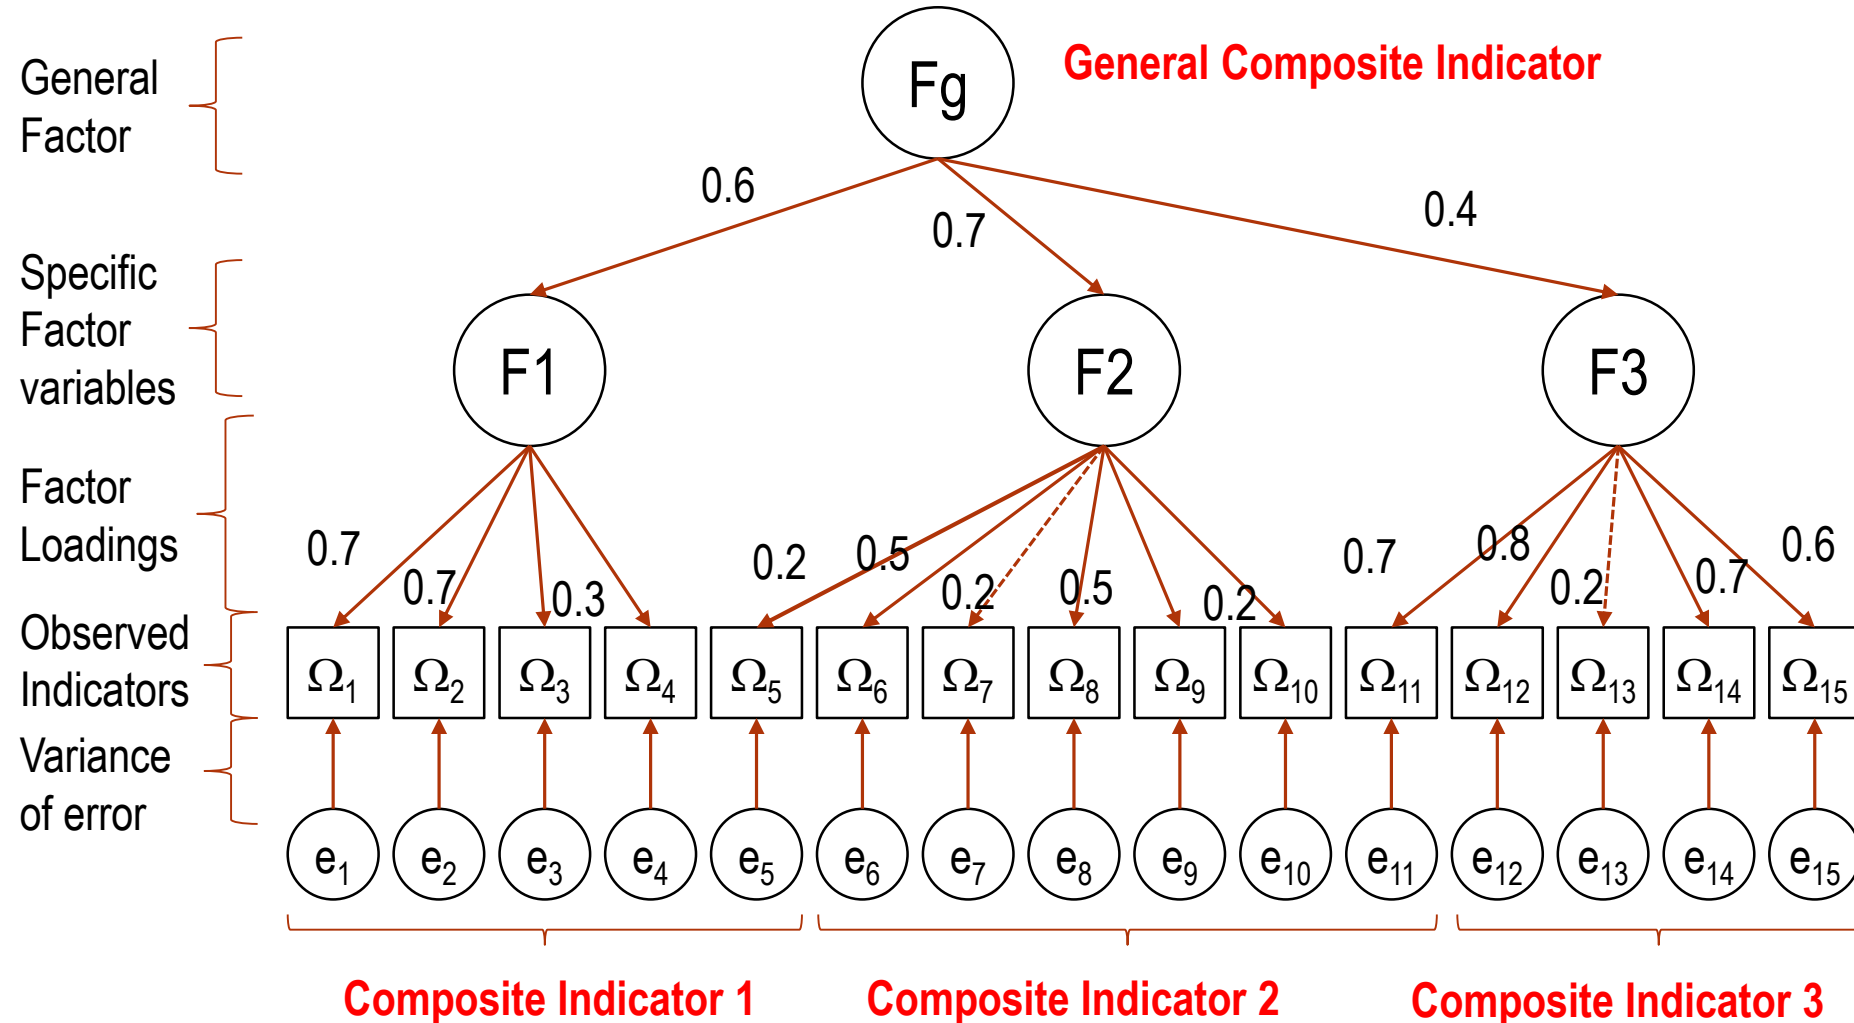 General
Factor
Fg
General Composite Indicator
0.6
0.7
0.4
Specific
Factor
variables
F1
F2
F3
Factor
Loadings
0.7
0.7
0.3
0.2
0.5
0.2
0.5
0.2
0.7
0.8
0.2
0.7
0.6
Observed
Indicators
Ω1
Ω2
Ω3
Ω4
Ω5
Ω6
Ω7
Ω8
Ω9
Ω10
Ω11
Ω12
Ω13
Ω14
Ω15
Variance
of error
e1
e2
e3
e4
e5
e6
e7
e8
e9
e10
e11
e12
e13
e14
e15
Composite Indicator 1
Composite Indicator 2
Composite Indicator 3